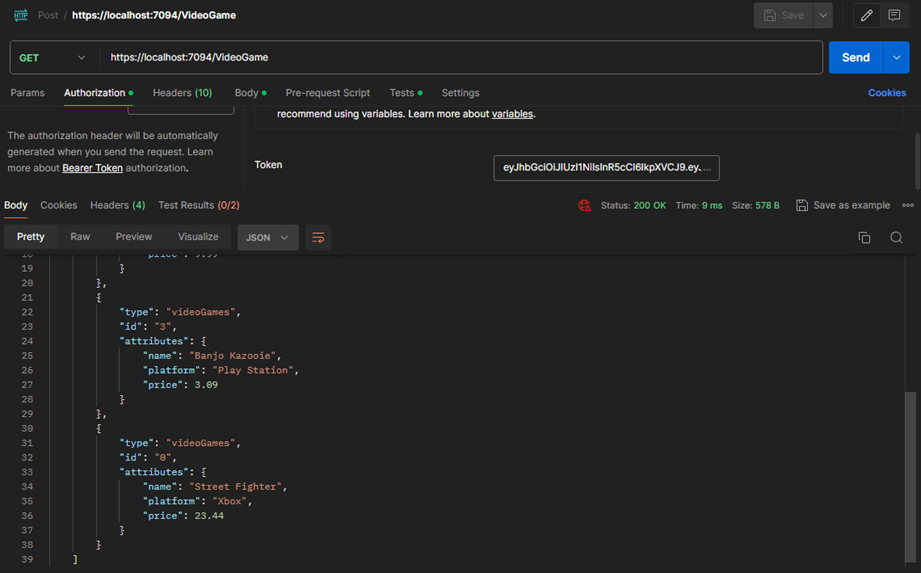 HTTP Post / https://localhost:7094/VideoGame Save
GET https://localhost:7094/VideoGame Send
Params Authorization Headers (10) Body Pre-request Script Tests Settings Cookies
The authorization header will be automatically
generated when you send the request. Learn
more about Bearer Token authorization.
recommend using variables. Learn more about variables.
Token eyJhbGciOiJIUzI1NiIsInR5cCI6IkpXVCJ9.ey. ...
Body Cookies Headers (4) Test Results (0/2) Status: 200 OK Time: 9 ms Size: 578 B Save as example
Pretty Raw Preview Visualize JSON
18 "price": 9.99
19 }
20 },
21 {
22 "type": "videoGames",
23 "id": "3",
24 "attributes": {
25 "name": "Banjo Kazooie",
26 "platform": "Play Station",
27 "price": 3.09
28 }
29 },
30 {
31 "type": "videoGames",
32 "id": "0",
33 "attributes": {
34 "name": "Street Fighter",
35 "platform": "Xbox",
36 "price": 23.44
37 }
38 }
39 ]